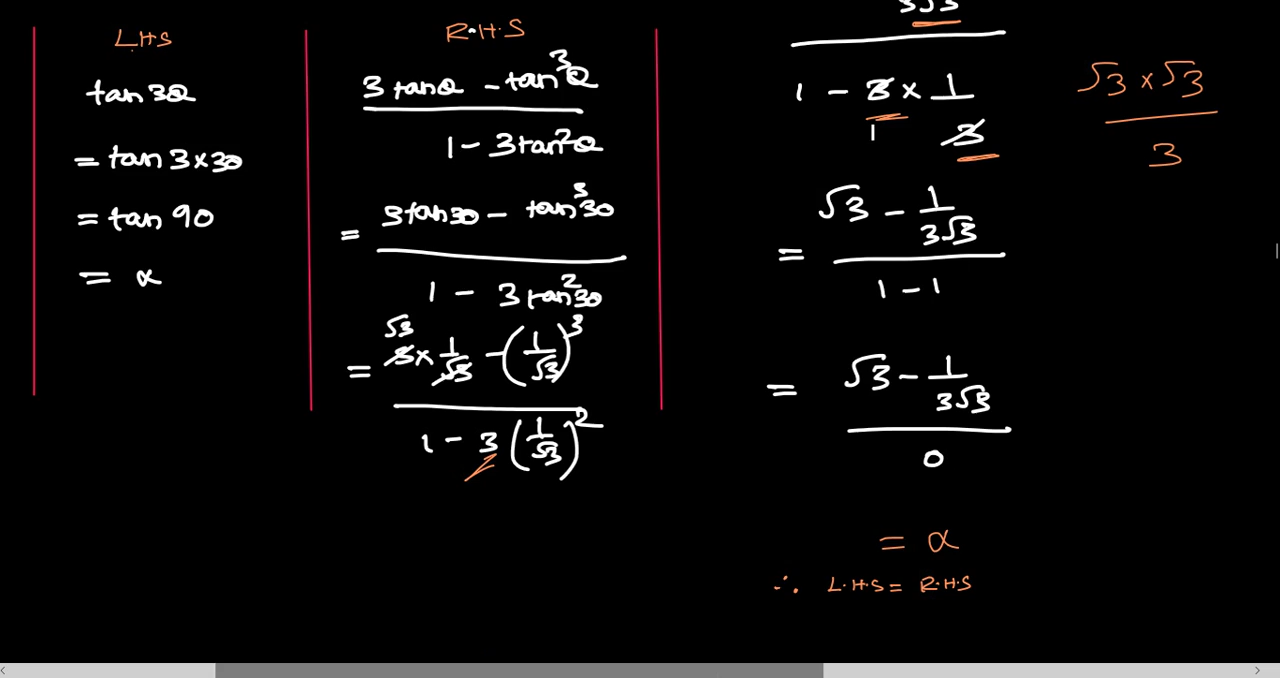 L.H.S
tan3θ
= tan 3×30
= tan 90
= α
R.H.S
3 tanθ - tan³θ
1 - 3tan²θ
= 3tan30 - tan³30
1 - 3tan²30
√3
= 3 × 1/√3 - (1/√3)³
1 - 3 (1/√3)²
3√3
1 - 3 × 1/3
1
= √3 - 1/3√3
1 - 1
= √3 - 1/3√3
0
= α
∴ L.H.S = R.H.S
√3 × √3
3